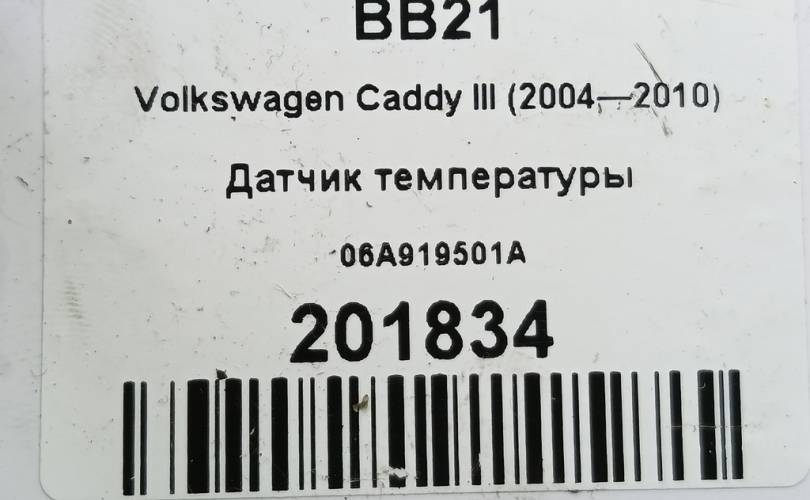 BB21
Volkswagen Caddy III (2004—2010)
Датчик температуры
06A919501A
201834